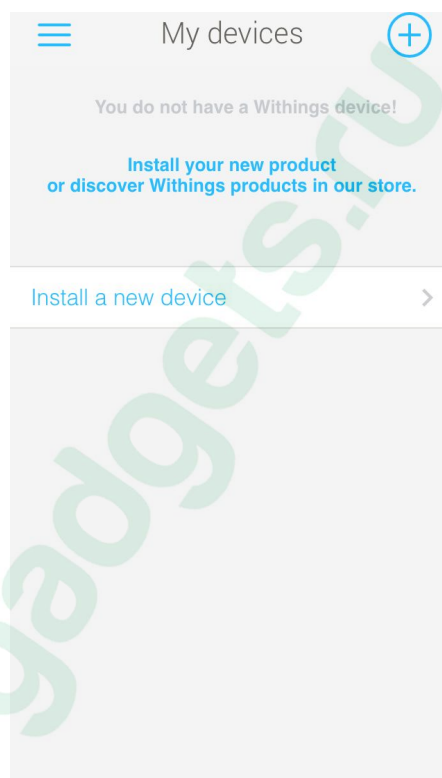 My devices
You do not have a Withings device!
Install your new product
or discover Withings products in our store.
Install a new device
gadgets.ru